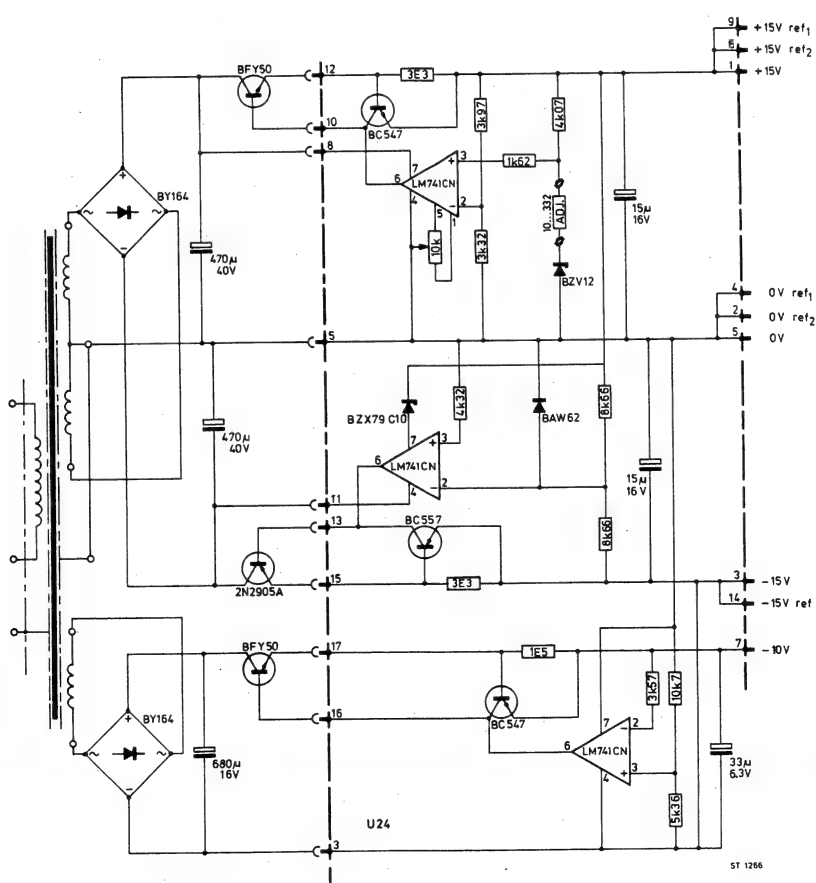 9 +15V ref1
6 +15V ref2
1 +15V
BFY50
12
3E3
10
BC547
8
3k97
4k07
1k62
+ 3
7
6
LM741CN
4
− 2
5
1
10k
3k32
10...332
ADJ.
BZV12
15µ
16V
BY164
+
~
~
−
470µ
40V
4 0V ref1
2 0V ref2
5 0V
5
4k32
BZX79 C10
BAW62
8k66
7
+ 3
6
LM741CN
− 2
4
470µ
40V
15µ
16V
11
13
BC557
8k66
2N2905A
15
3E3
3 −15V
14 −15V ref
7 −10V
BFY50
17
1E5
16
BC547
3k57
10k7
7
− 2
6
LM741CN
+ 3
4
33µ
6.3V
5k36
BY164
+
~
~
−
680µ
16V
U24
3
ST 1266